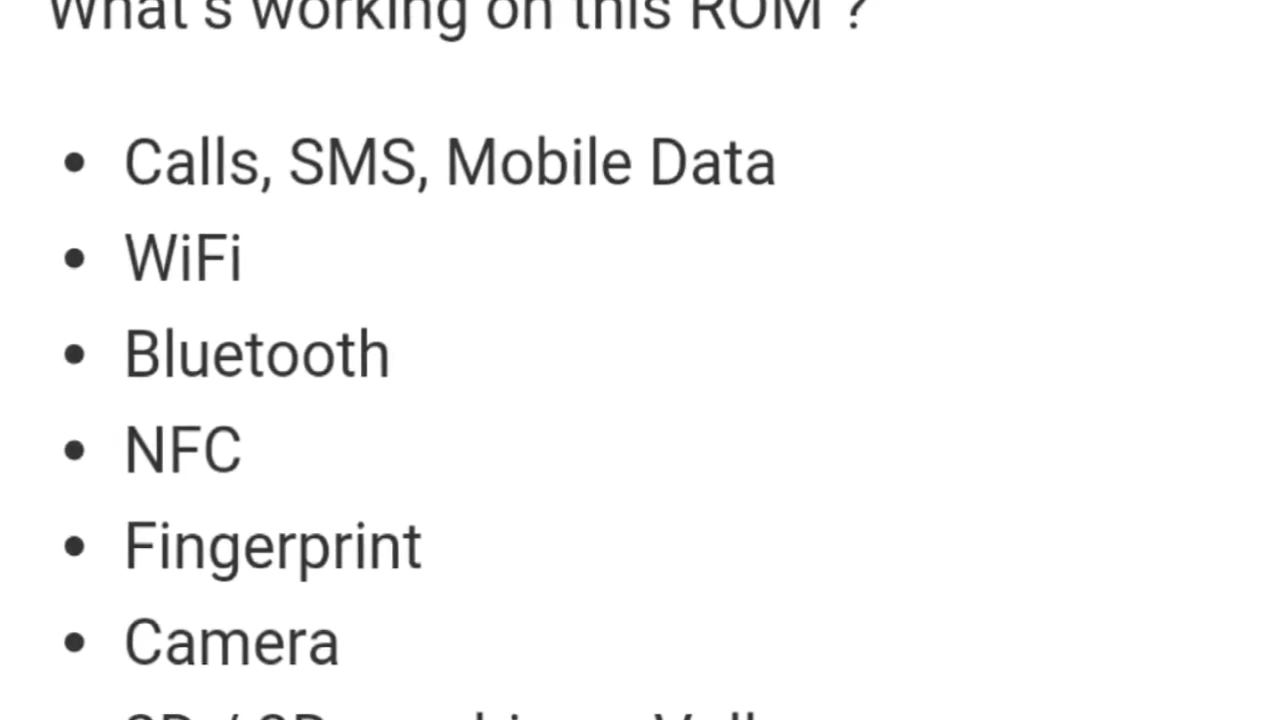 What's working on this ROM ?
• Calls, SMS, Mobile Data
• WiFi
• Bluetooth
• NFC
• Fingerprint
• Camera